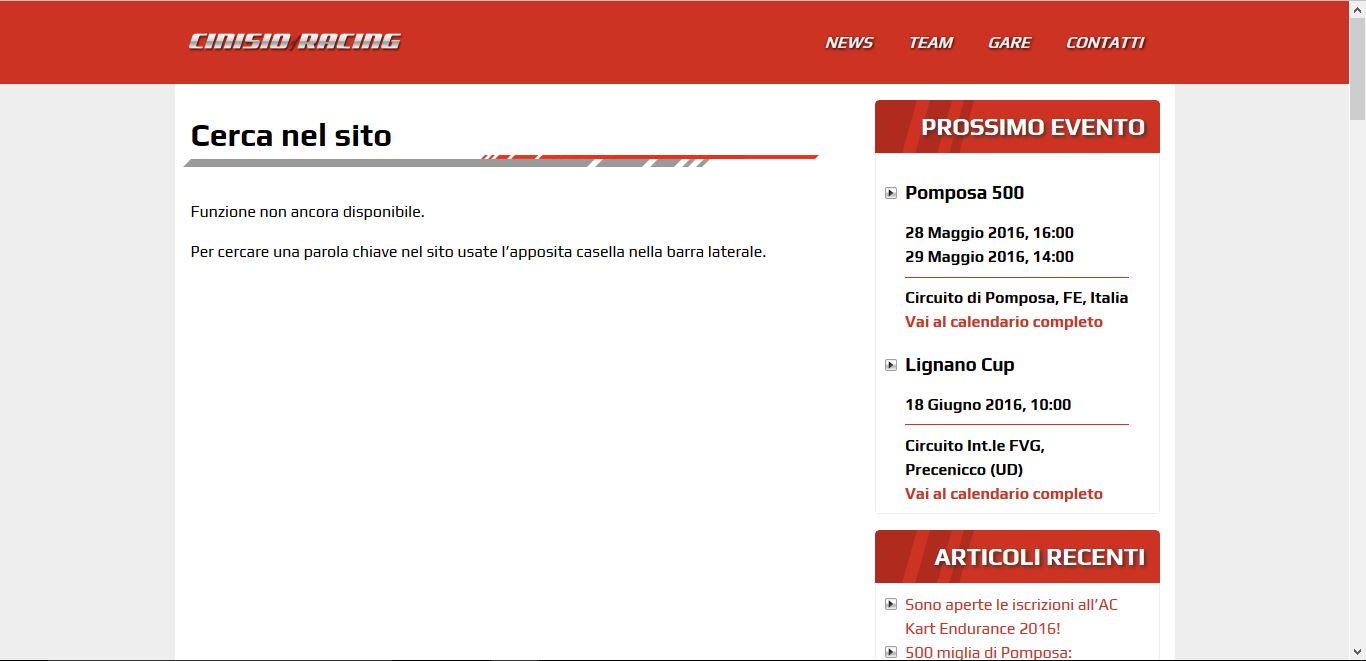 CINISIO RACING
NEWS TEAM GARE CONTATTI
Cerca nel sito
Funzione non ancora disponibile.
Per cercare una parola chiave nel sito usate l’apposita casella nella barra laterale.
PROSSIMO EVENTO
Pomposa 500
28 Maggio 2016, 16:00
29 Maggio 2016, 14:00
Circuito di Pomposa, FE, Italia
Vai al calendario completo
Lignano Cup
18 Giugno 2016, 10:00
Circuito Int.le FVG,
Precenicco (UD)
Vai al calendario completo
ARTICOLI RECENTI
Sono aperte le iscrizioni all’AC
Kart Endurance 2016!
500 miglia di Pomposa: